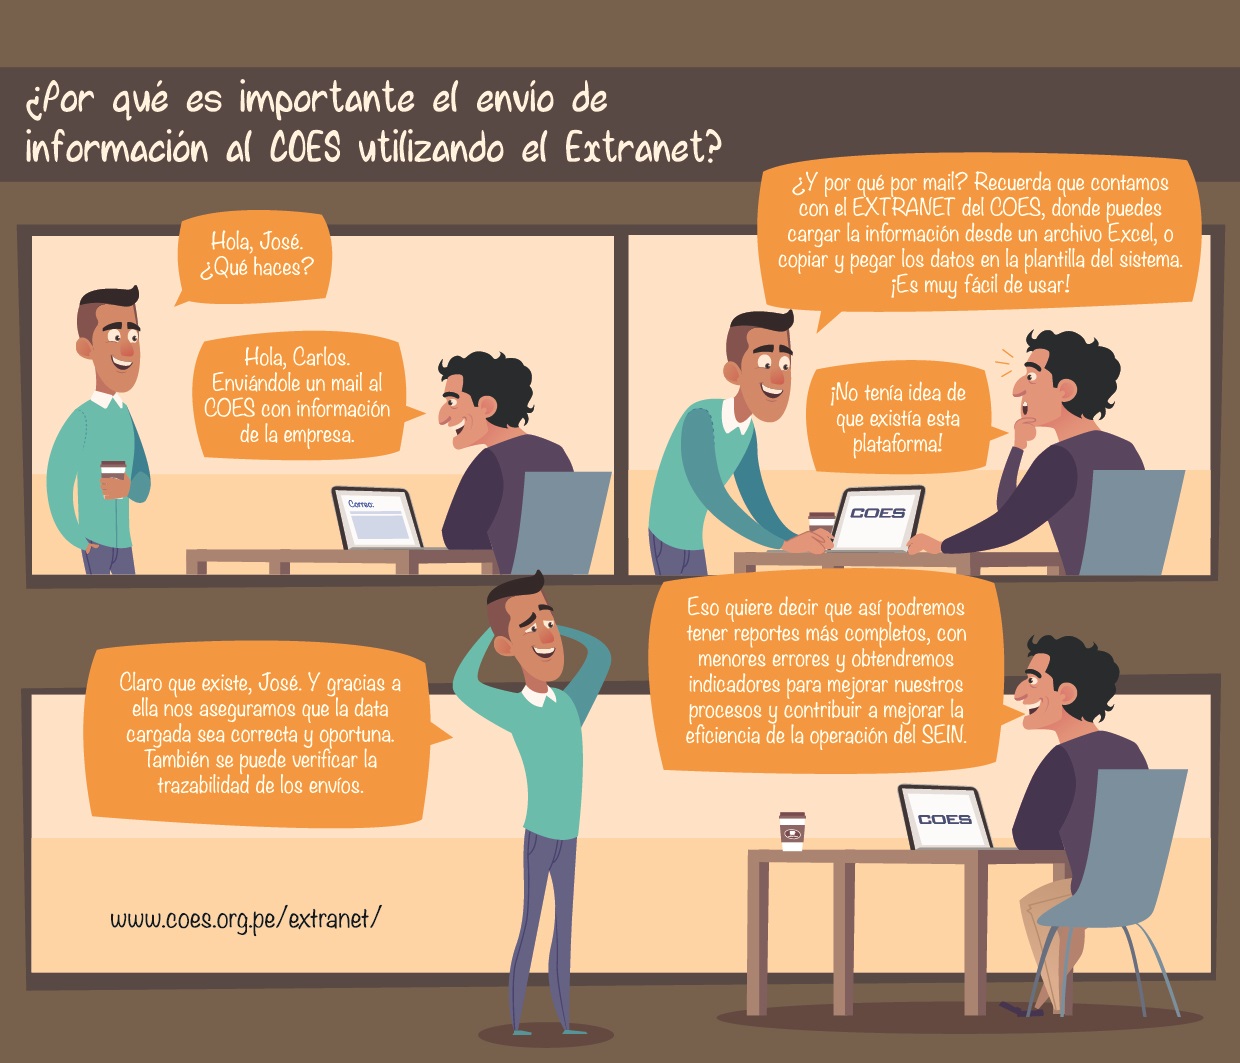 ¿Por qué es importante el envío de
información al COES utilizando el Extranet?
Hola, José.
¿Qué haces?
Hola, Carlos.
Enviándole un mail al
COES con información
de la empresa.
Correo:
¿Y por qué por mail? Recuerda que contamos
con el EXTRANET del COES, donde puedes
cargar la información desde un archivo Excel, o
copiar y pegar los datos en la plantilla del sistema.
¡Es muy fácil de usar!
¡No tenía idea de
que existía esta
plataforma!
COES
Claro que existe, José. Y gracias a
ella nos aseguramos que la data
cargada sea correcta y oportuna.
También se puede verificar la
trazabilidad de los envíos.
Eso quiere decir que así podremos
tener reportes más completos, con
menores errores y obtendremos
indicadores para mejorar nuestros
procesos y contribuir a mejorar la
eficiencia de la operación del SEIN.
COES
www.coes.org.pe/extranet/